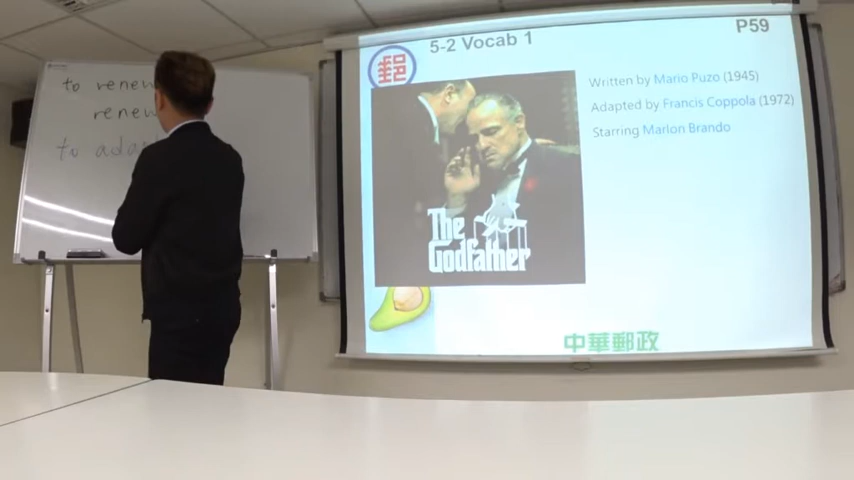 to renew
renew
to
5-2 Vocab 1
P59
郵
Written by Mario Puzo (1945)
Adapted by Francis Coppola (1972)
Starring Marlon Brando
The
Godfather
中華郵政